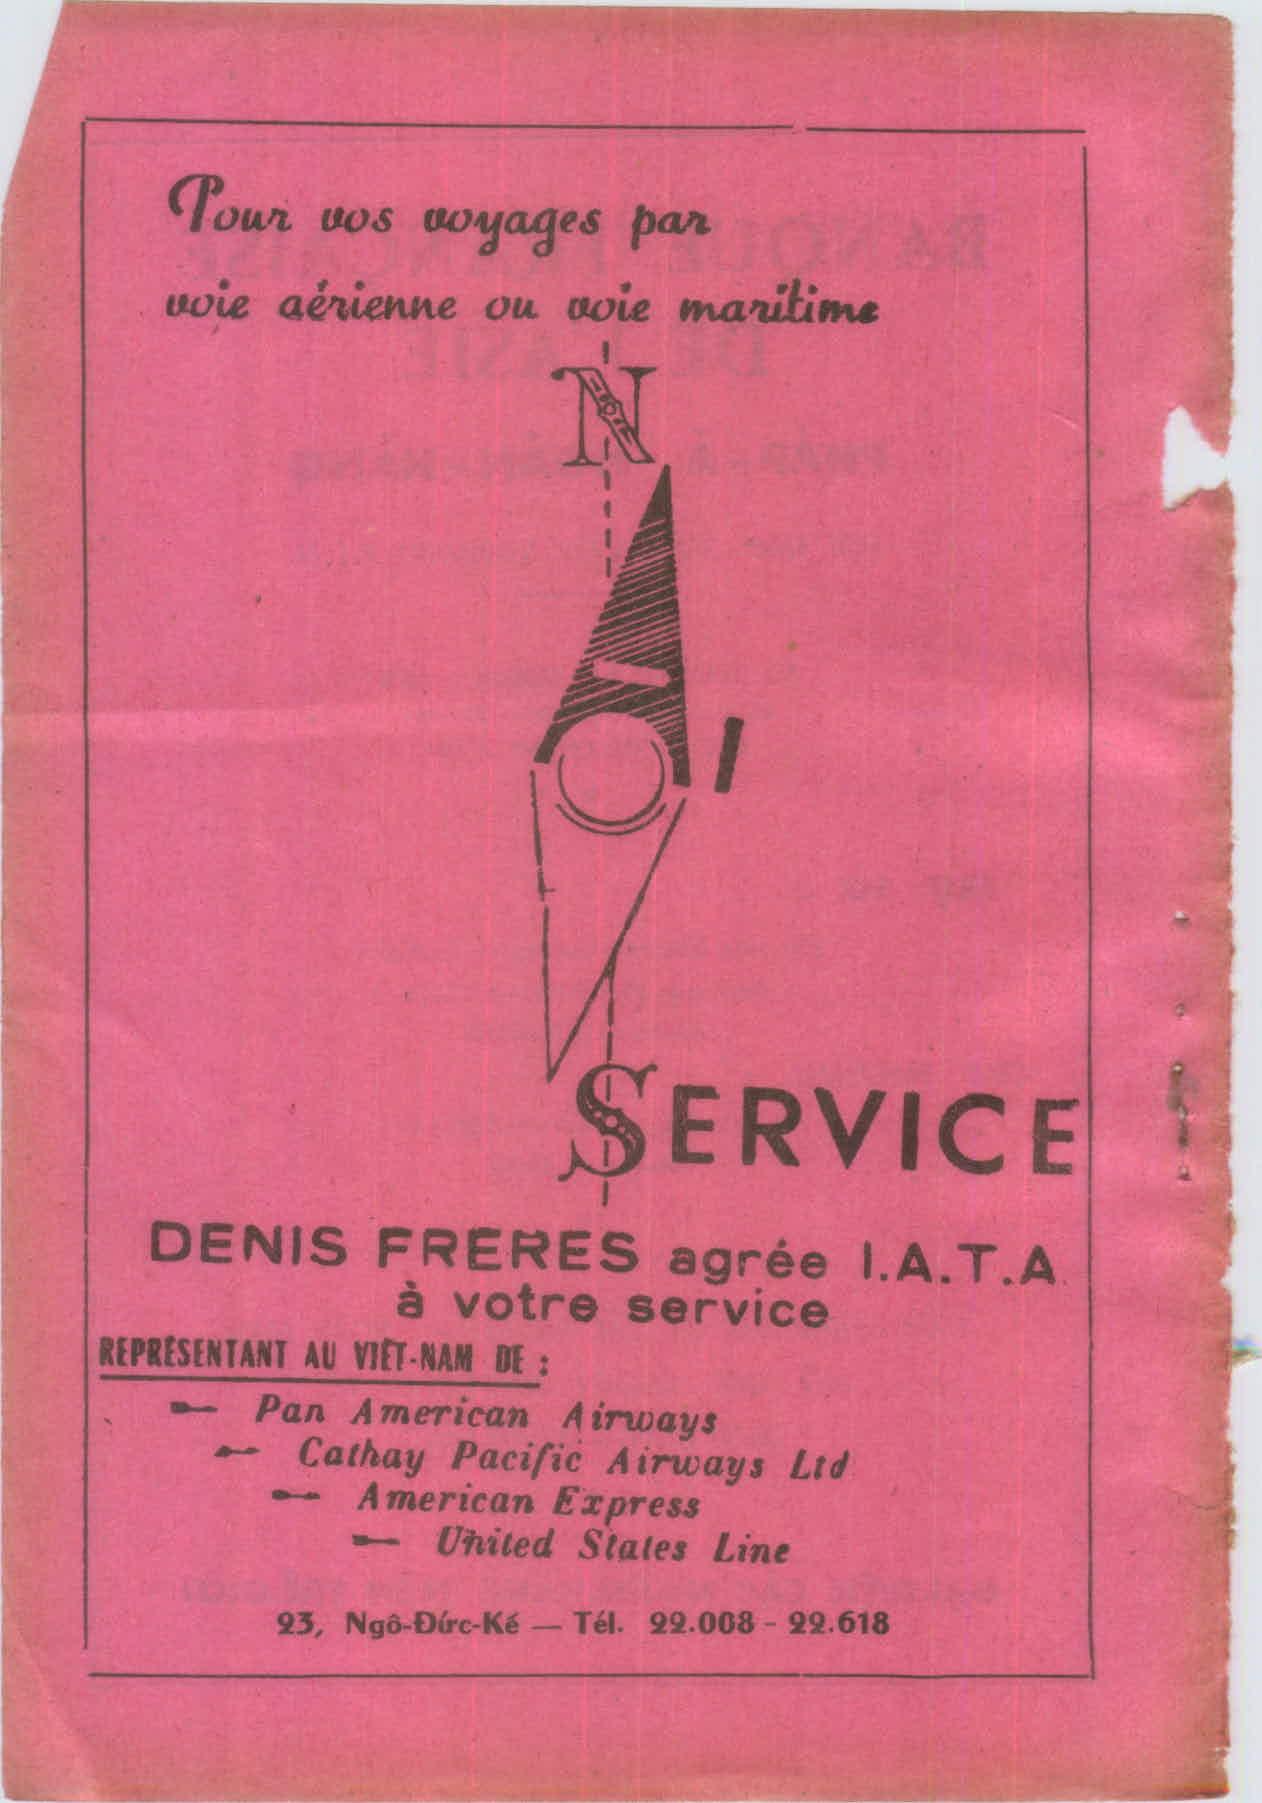 Pour vos voyages par
voie aérienne ou voie maritime
N
SERVICE
DENIS FRERES agrée I.A.T.A.
à votre service
REPRÉSENTANT AU VIÊT-NAM DE :
Pan American Airways
Cathay Pacific Airways Ltd
American Express
United States Line
23, Ngô-Đức-Ké — Tél. 22.008 - 22.618